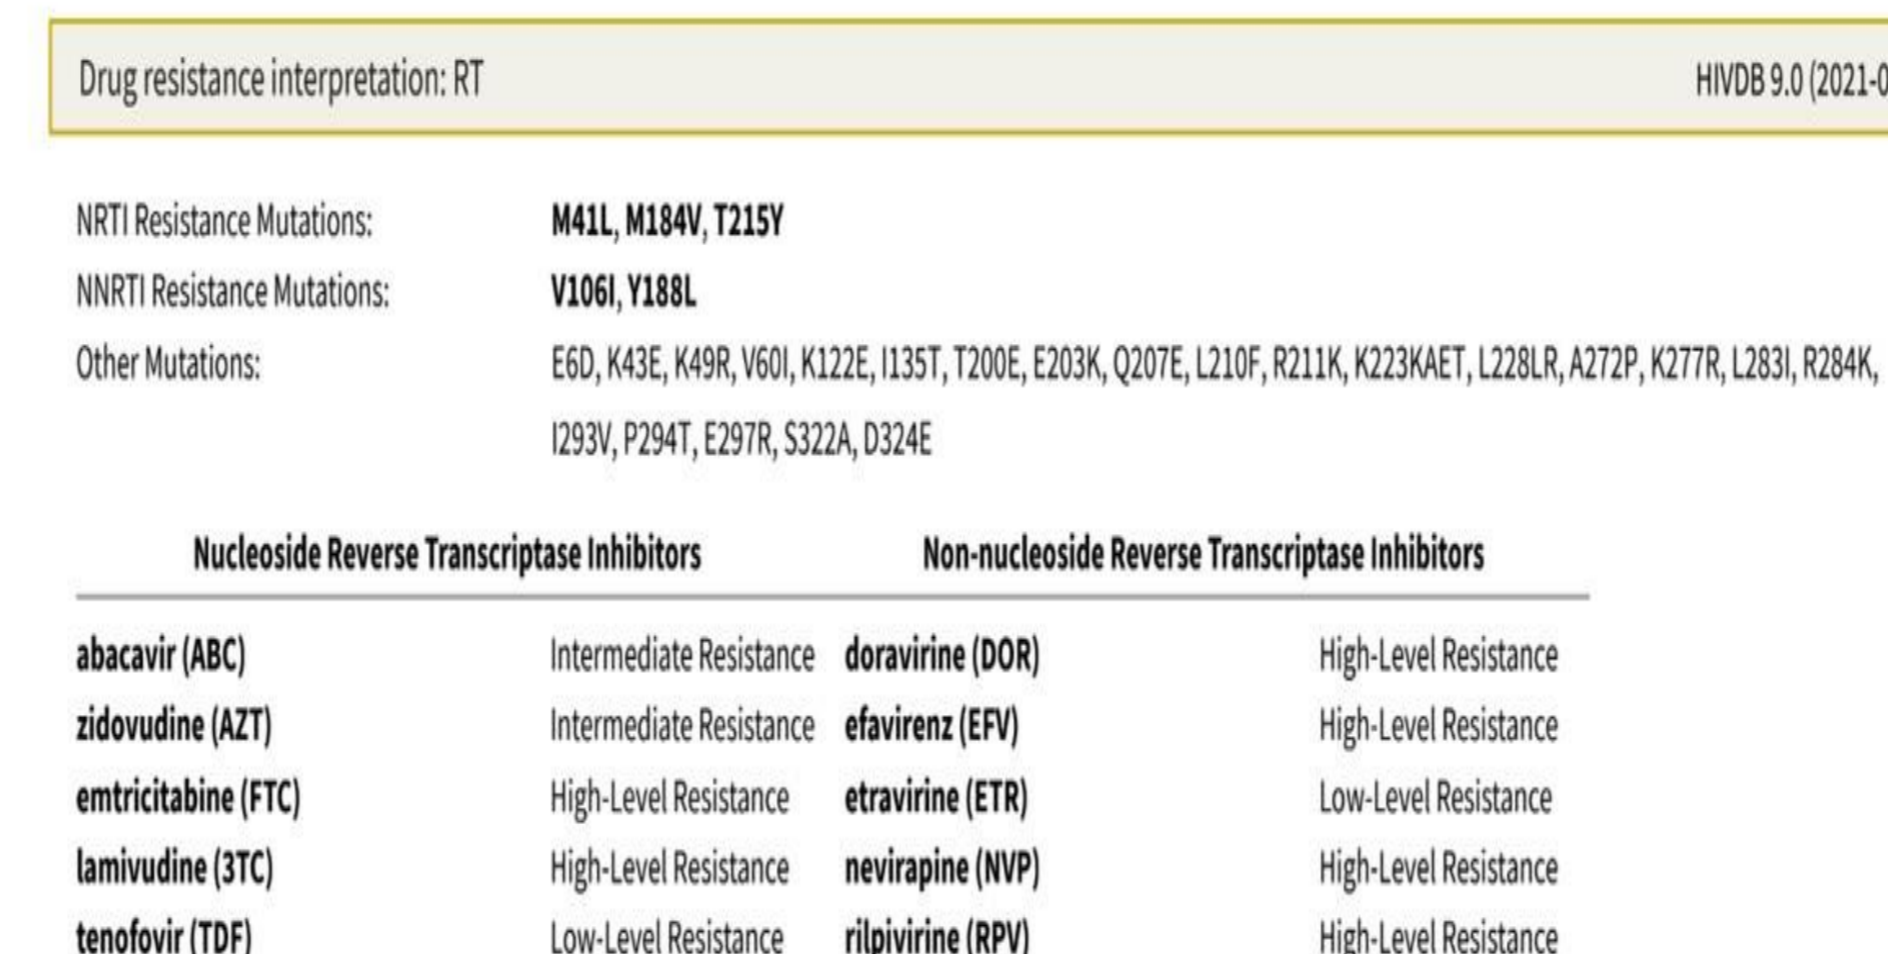 Drug resistance interpretation: RT HIVDB 9.0 (2021-0
NRTI Resistance Mutations: M41L, M184V, T215Y
NNRTI Resistance Mutations: V106I, Y188L
Other Mutations: E6D, K43E, K49R, V60I, K122E, I135T, T200E, E203K, Q207E, L210F, R211K, K223KAET, L228LR, A272P, K277R, L283I, R284K,
I293V, P294T, E297R, S322A, D324E
Nucleoside Reverse Transcriptase Inhibitors Non-nucleoside Reverse Transcriptase Inhibitors
abacavir (ABC) Intermediate Resistance doravirine (DOR) High-Level Resistance
zidovudine (AZT) Intermediate Resistance efavirenz (EFV) High-Level Resistance
emtricitabine (FTC) High-Level Resistance etravirine (ETR) Low-Level Resistance
lamivudine (3TC) High-Level Resistance nevirapine (NVP) High-Level Resistance
tenofovir (TDF) Low-Level Resistance rilpivirine (RPV) High-Level Resistance